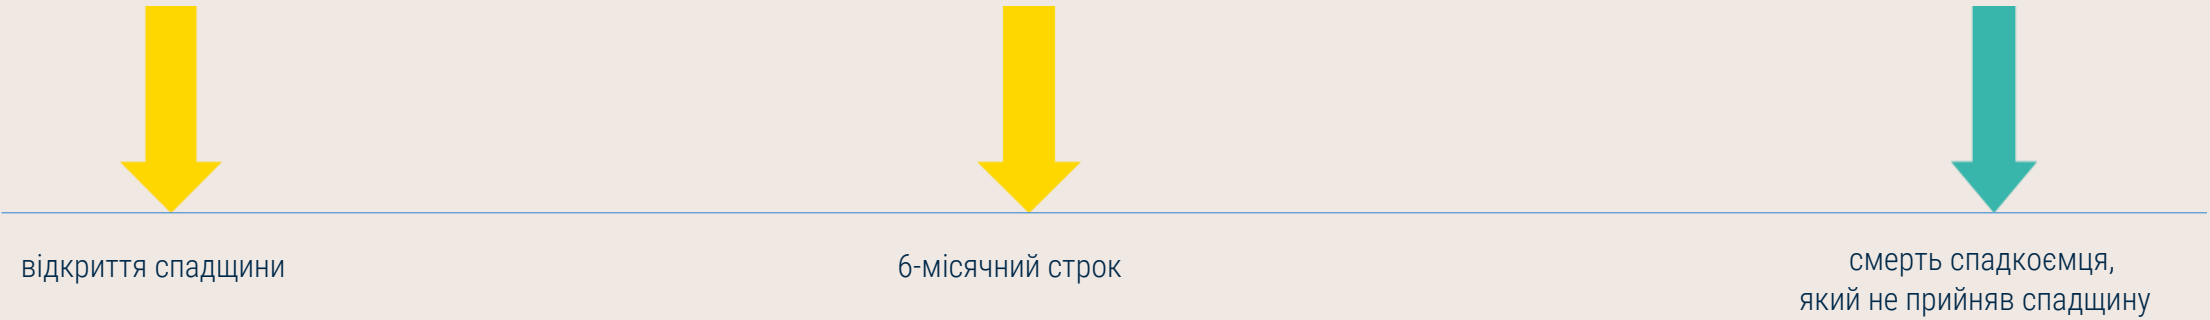 відкриття спадщини
6-місячний строк
смерть спадкоємця,
який не прийняв спадщину